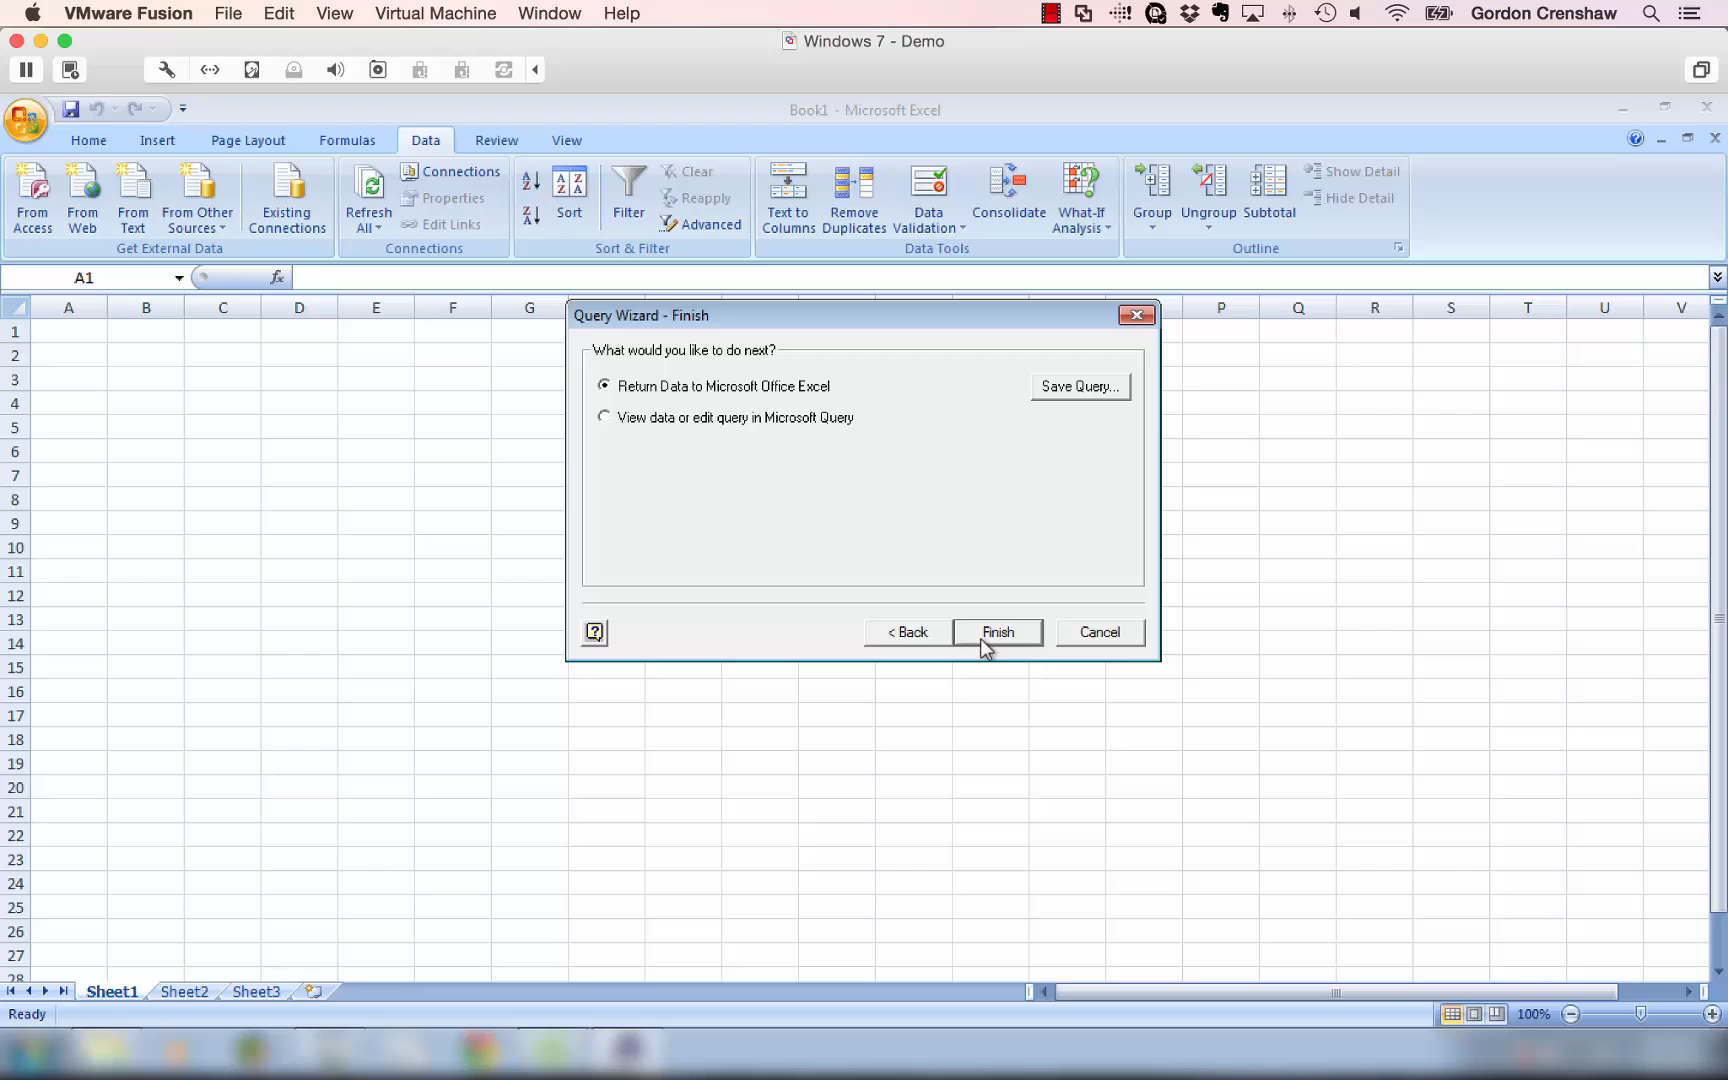 VMware Fusion File Edit View Virtual Machine Window Help Gordon Crenshaw
Windows 7 - Demo
Book1 - Microsoft Excel
Home Insert Page Layout Formulas Data Review View
From Access
From Web
From Text
From Other Sources
Existing Connections
Get External Data
Refresh All
Connections
Properties
Edit Links
Connections
Sort
Filter
Clear
Reapply
Advanced
Sort & Filter
Text to Columns
Remove Duplicates
Data Validation
Consolidate
What-If Analysis
Data Tools
Group
Ungroup
Subtotal
Show Detail
Hide Detail
Outline
A1 fx
A B C D E F G P Q R S T U V
Query Wizard - Finish
What would you like to do next?
Return Data to Microsoft Office Excel
Save Query...
View data or edit query in Microsoft Query
< Back Finish Cancel
1
2
3
4
5
6
7
8
9
10
11
12
13
14
15
16
17
18
19
20
21
22
23
24
25
26
27
28
Sheet1 Sheet2 Sheet3
Ready 100%